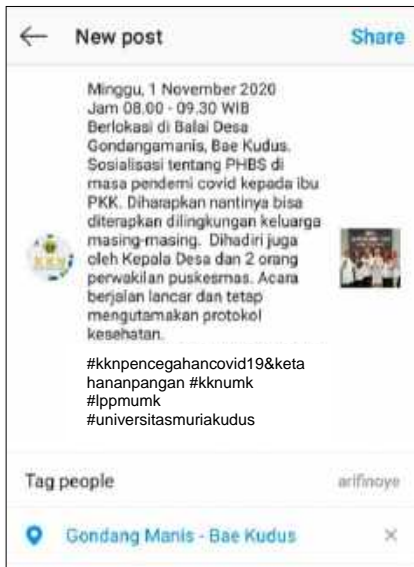 New post
Share
Minggu, 1 November 2020
Jam 08.00 - 09.30 WIB
Berlokasi di Balai Desa
Gondangamanis, Bae Kudus.
Sosialisasi tentang PHBS di
masa pendemi covid kepada ibu
PKK. Diharapkan nantinya bisa
diterapkan dilingkungan keluarga
masing-masing. Dihadiri juga
oleh Kepala Desa dan 2 orang
perwakilan puskesmas. Acara
berjalan lancar dan tetap
mengutamakan protokol
kesehatan.
#kknpencegahancovid19&keta
hananpangan #kknumk
#lppmumk
#universitasmuriakudus
Tag people
arifinoye
Gondang Manis - Bae Kudus